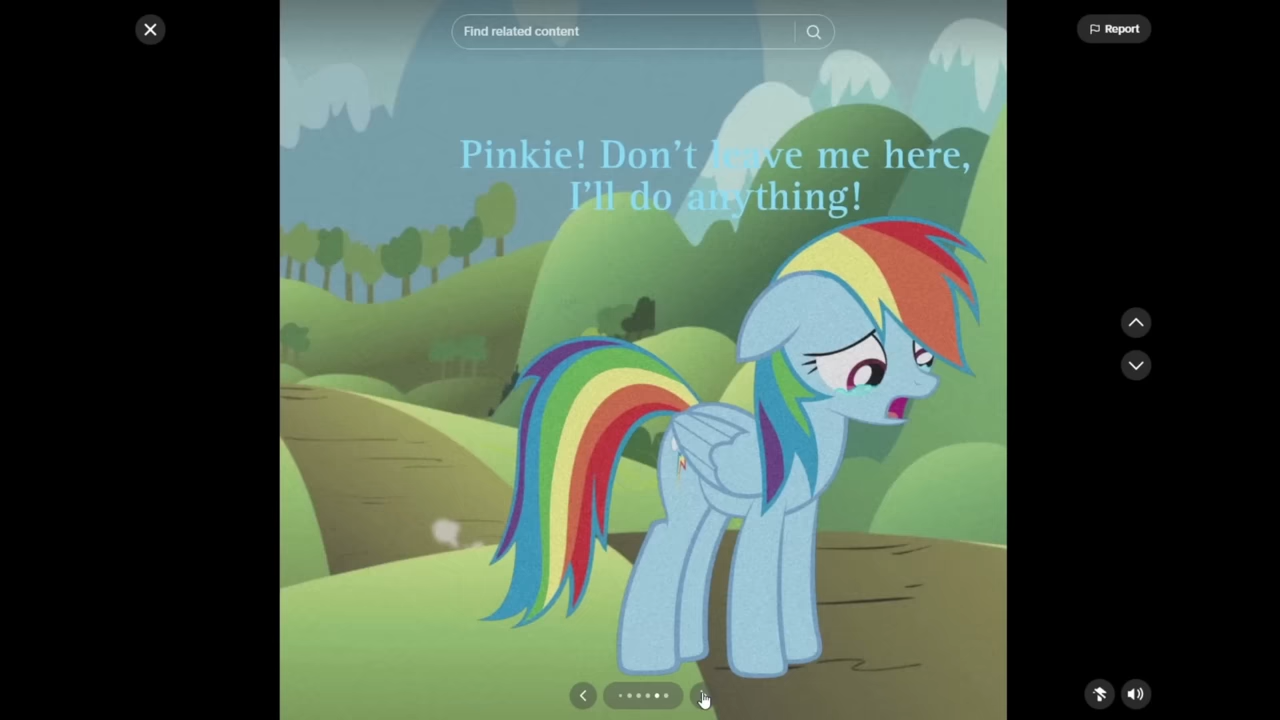 Find related content
Report
Pinkie! Don't leave me here,
I'll do anything!